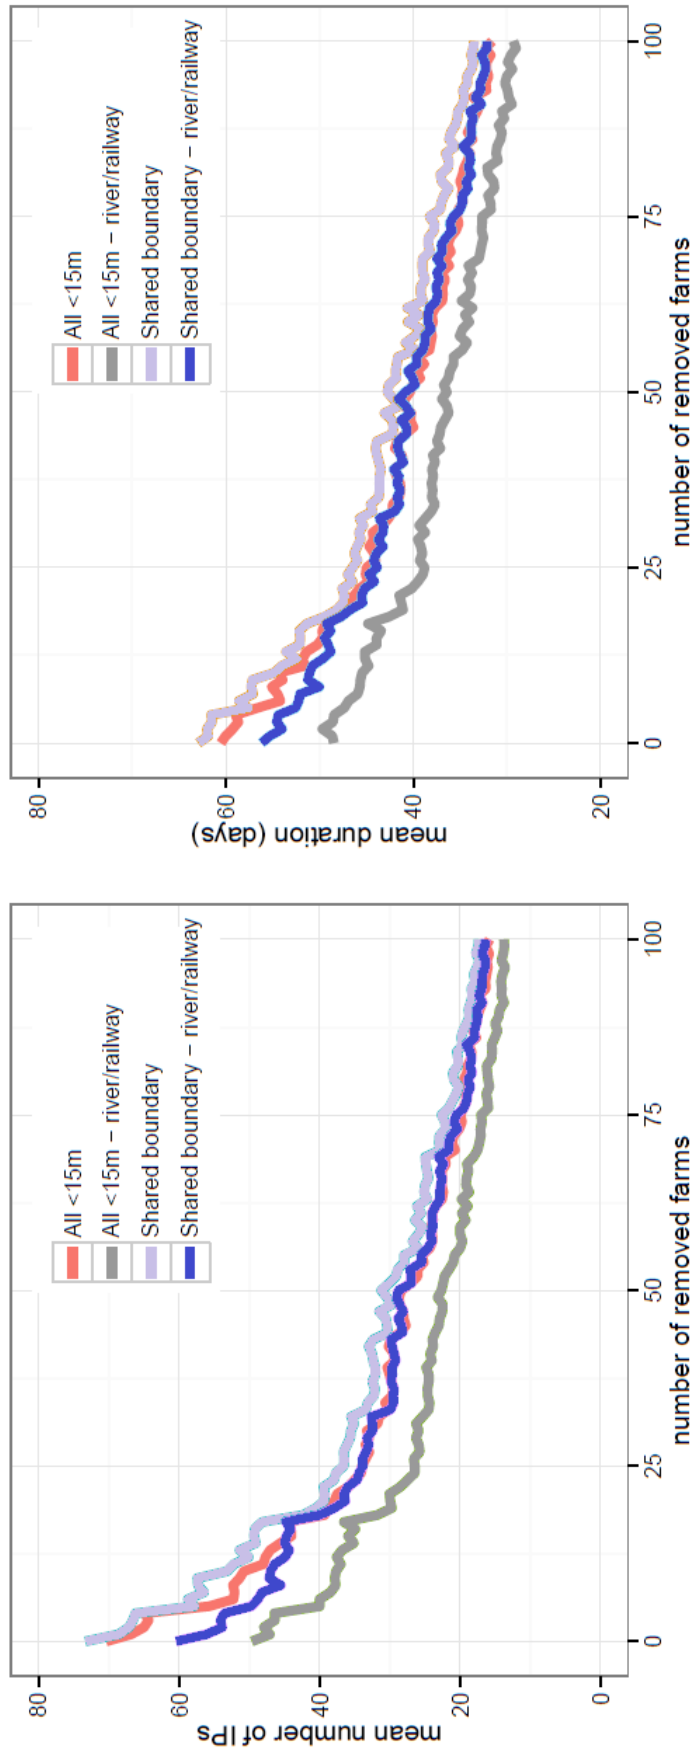 80
60
40
20
0
mean number of IPs
0
25
50
75
100
number of removed farms
All <15m
All <15m − river/railway
Shared boundary
Shared boundary − river/railway
80
60
40
20
mean duration (days)
0
25
50
75
100
number of removed farms
All <15m
All <15m − river/railway
Shared boundary
Shared boundary − river/railway